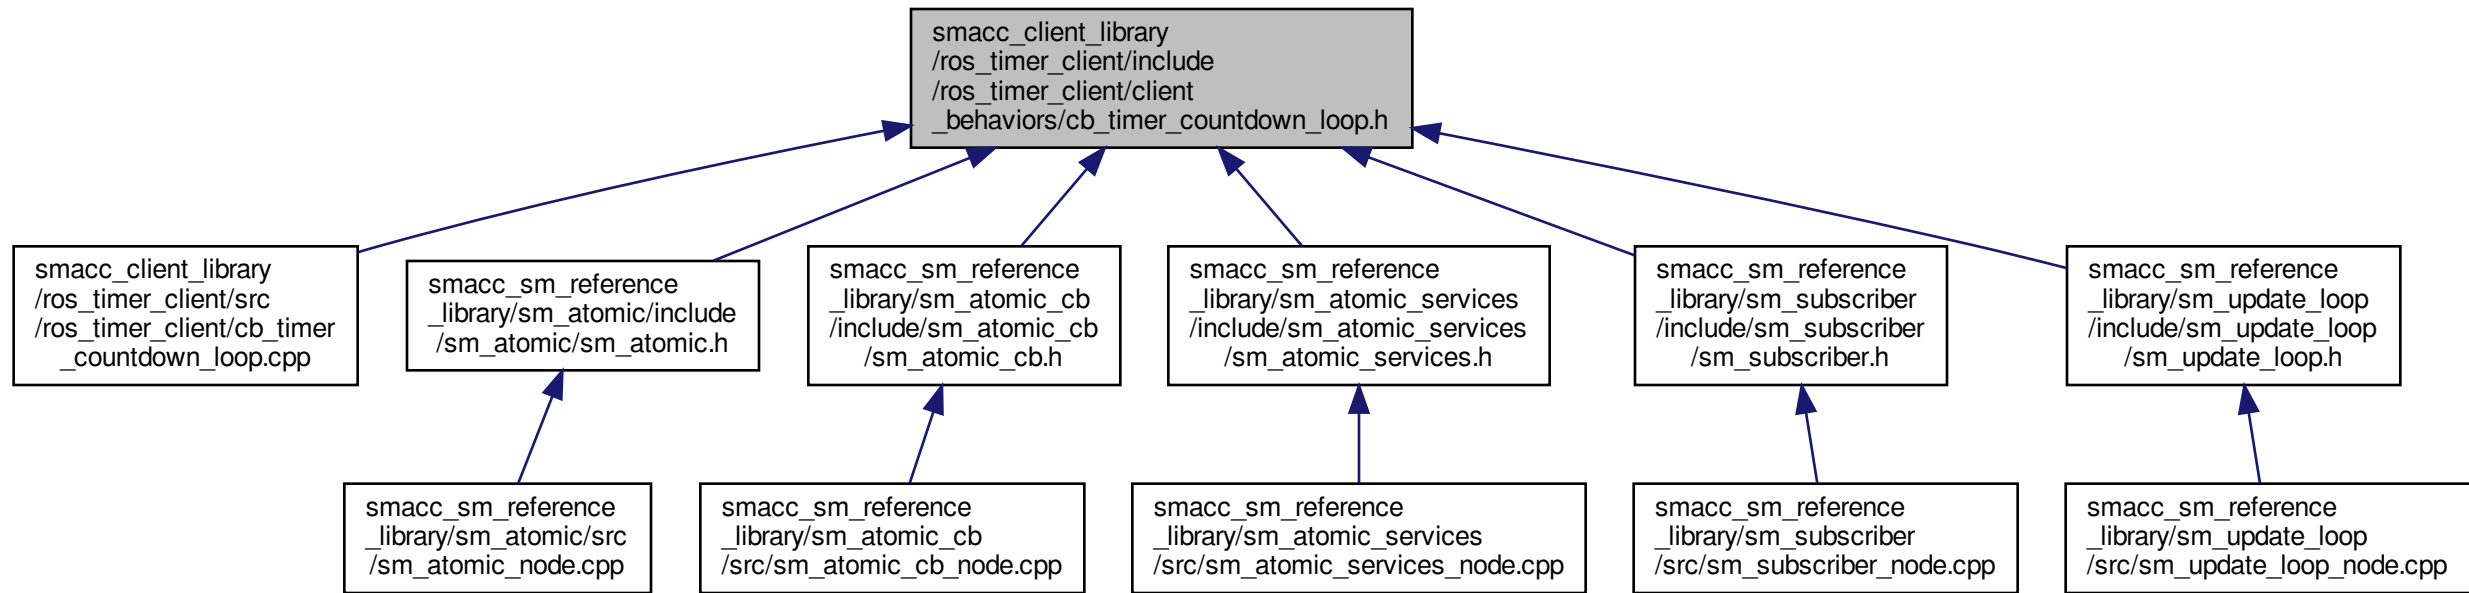 smacc_client_library
/ros_timer_client/include
/ros_timer_client/client
_behaviors/cb_timer_countdown_loop.h
smacc_client_library
/ros_timer_client/src
/ros_timer_client/cb_timer
_countdown_loop.cpp
smacc_sm_reference
_library/sm_atomic/include
/sm_atomic/sm_atomic.h
smacc_sm_reference
_library/sm_atomic_cb
/include/sm_atomic_cb
/sm_atomic_cb.h
smacc_sm_reference
_library/sm_atomic_services
/include/sm_atomic_services
/sm_atomic_services.h
smacc_sm_reference
_library/sm_subscriber
/include/sm_subscriber
/sm_subscriber.h
smacc_sm_reference
_library/sm_update_loop
/include/sm_update_loop
/sm_update_loop.h
smacc_sm_reference
_library/sm_atomic/src
/sm_atomic_node.cpp
smacc_sm_reference
_library/sm_atomic_cb
/src/sm_atomic_cb_node.cpp
smacc_sm_reference
_library/sm_atomic_services
/src/sm_atomic_services_node.cpp
smacc_sm_reference
_library/sm_subscriber
/src/sm_subscriber_node.cpp
smacc_sm_reference
_library/sm_update_loop
/src/sm_update_loop_node.cpp